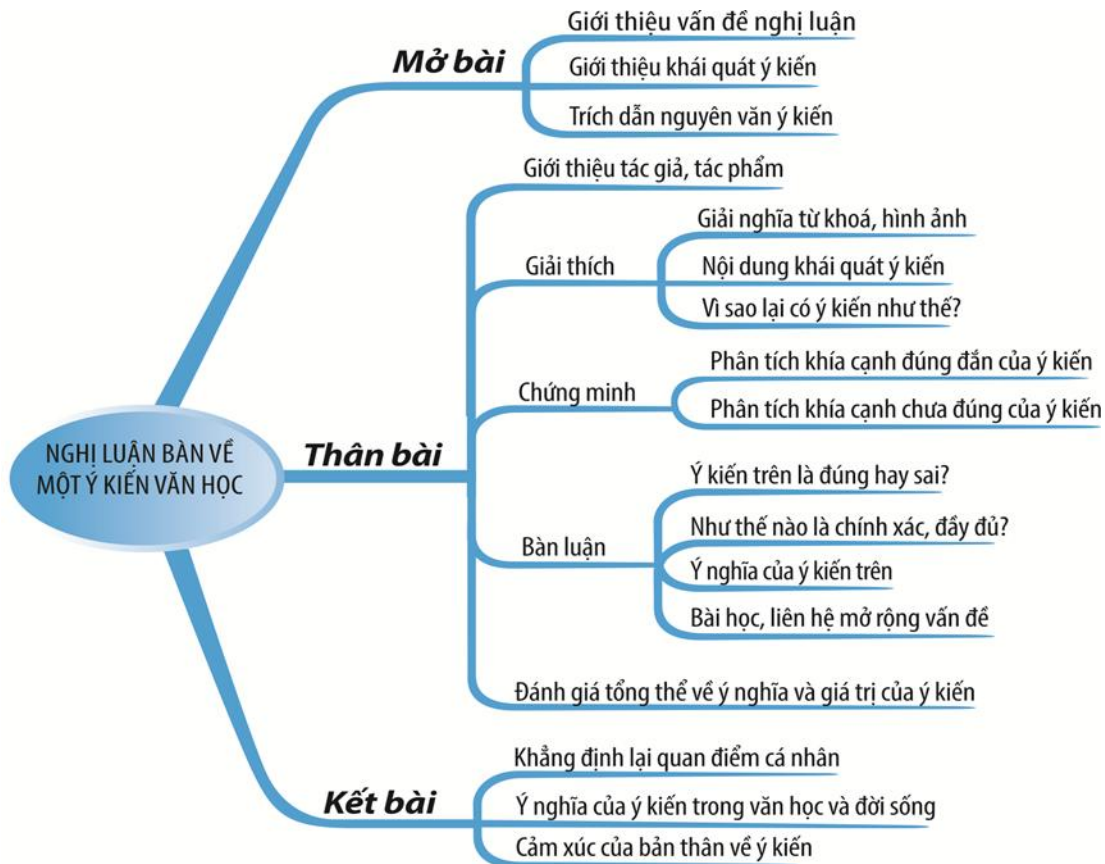 NGHỊ LUẬN BÀN VỀ
MỘT Ý KIẾN VĂN HỌC
Mở bài
Giới thiệu vấn đề nghị luận
Giới thiệu khái quát ý kiến
Trích dẫn nguyên văn ý kiến
Thân bài
Giới thiệu tác giả, tác phẩm
Giải thích
Giải nghĩa từ khoá, hình ảnh
Nội dung khái quát ý kiến
Vì sao lại có ý kiến như thế?
Chứng minh
Phân tích khía cạnh đúng đắn của ý kiến
Phân tích khía cạnh chưa đúng của ý kiến
Bàn luận
Ý kiến trên là đúng hay sai?
Như thế nào là chính xác, đầy đủ?
Ý nghĩa của ý kiến trên
Bài học, liên hệ mở rộng vấn đề
Đánh giá tổng thể về ý nghĩa và giá trị của ý kiến
Kết bài
Khẳng định lại quan điểm cá nhân
Ý nghĩa của ý kiến trong văn học và đời sống
Cảm xúc của bản thân về ý kiến